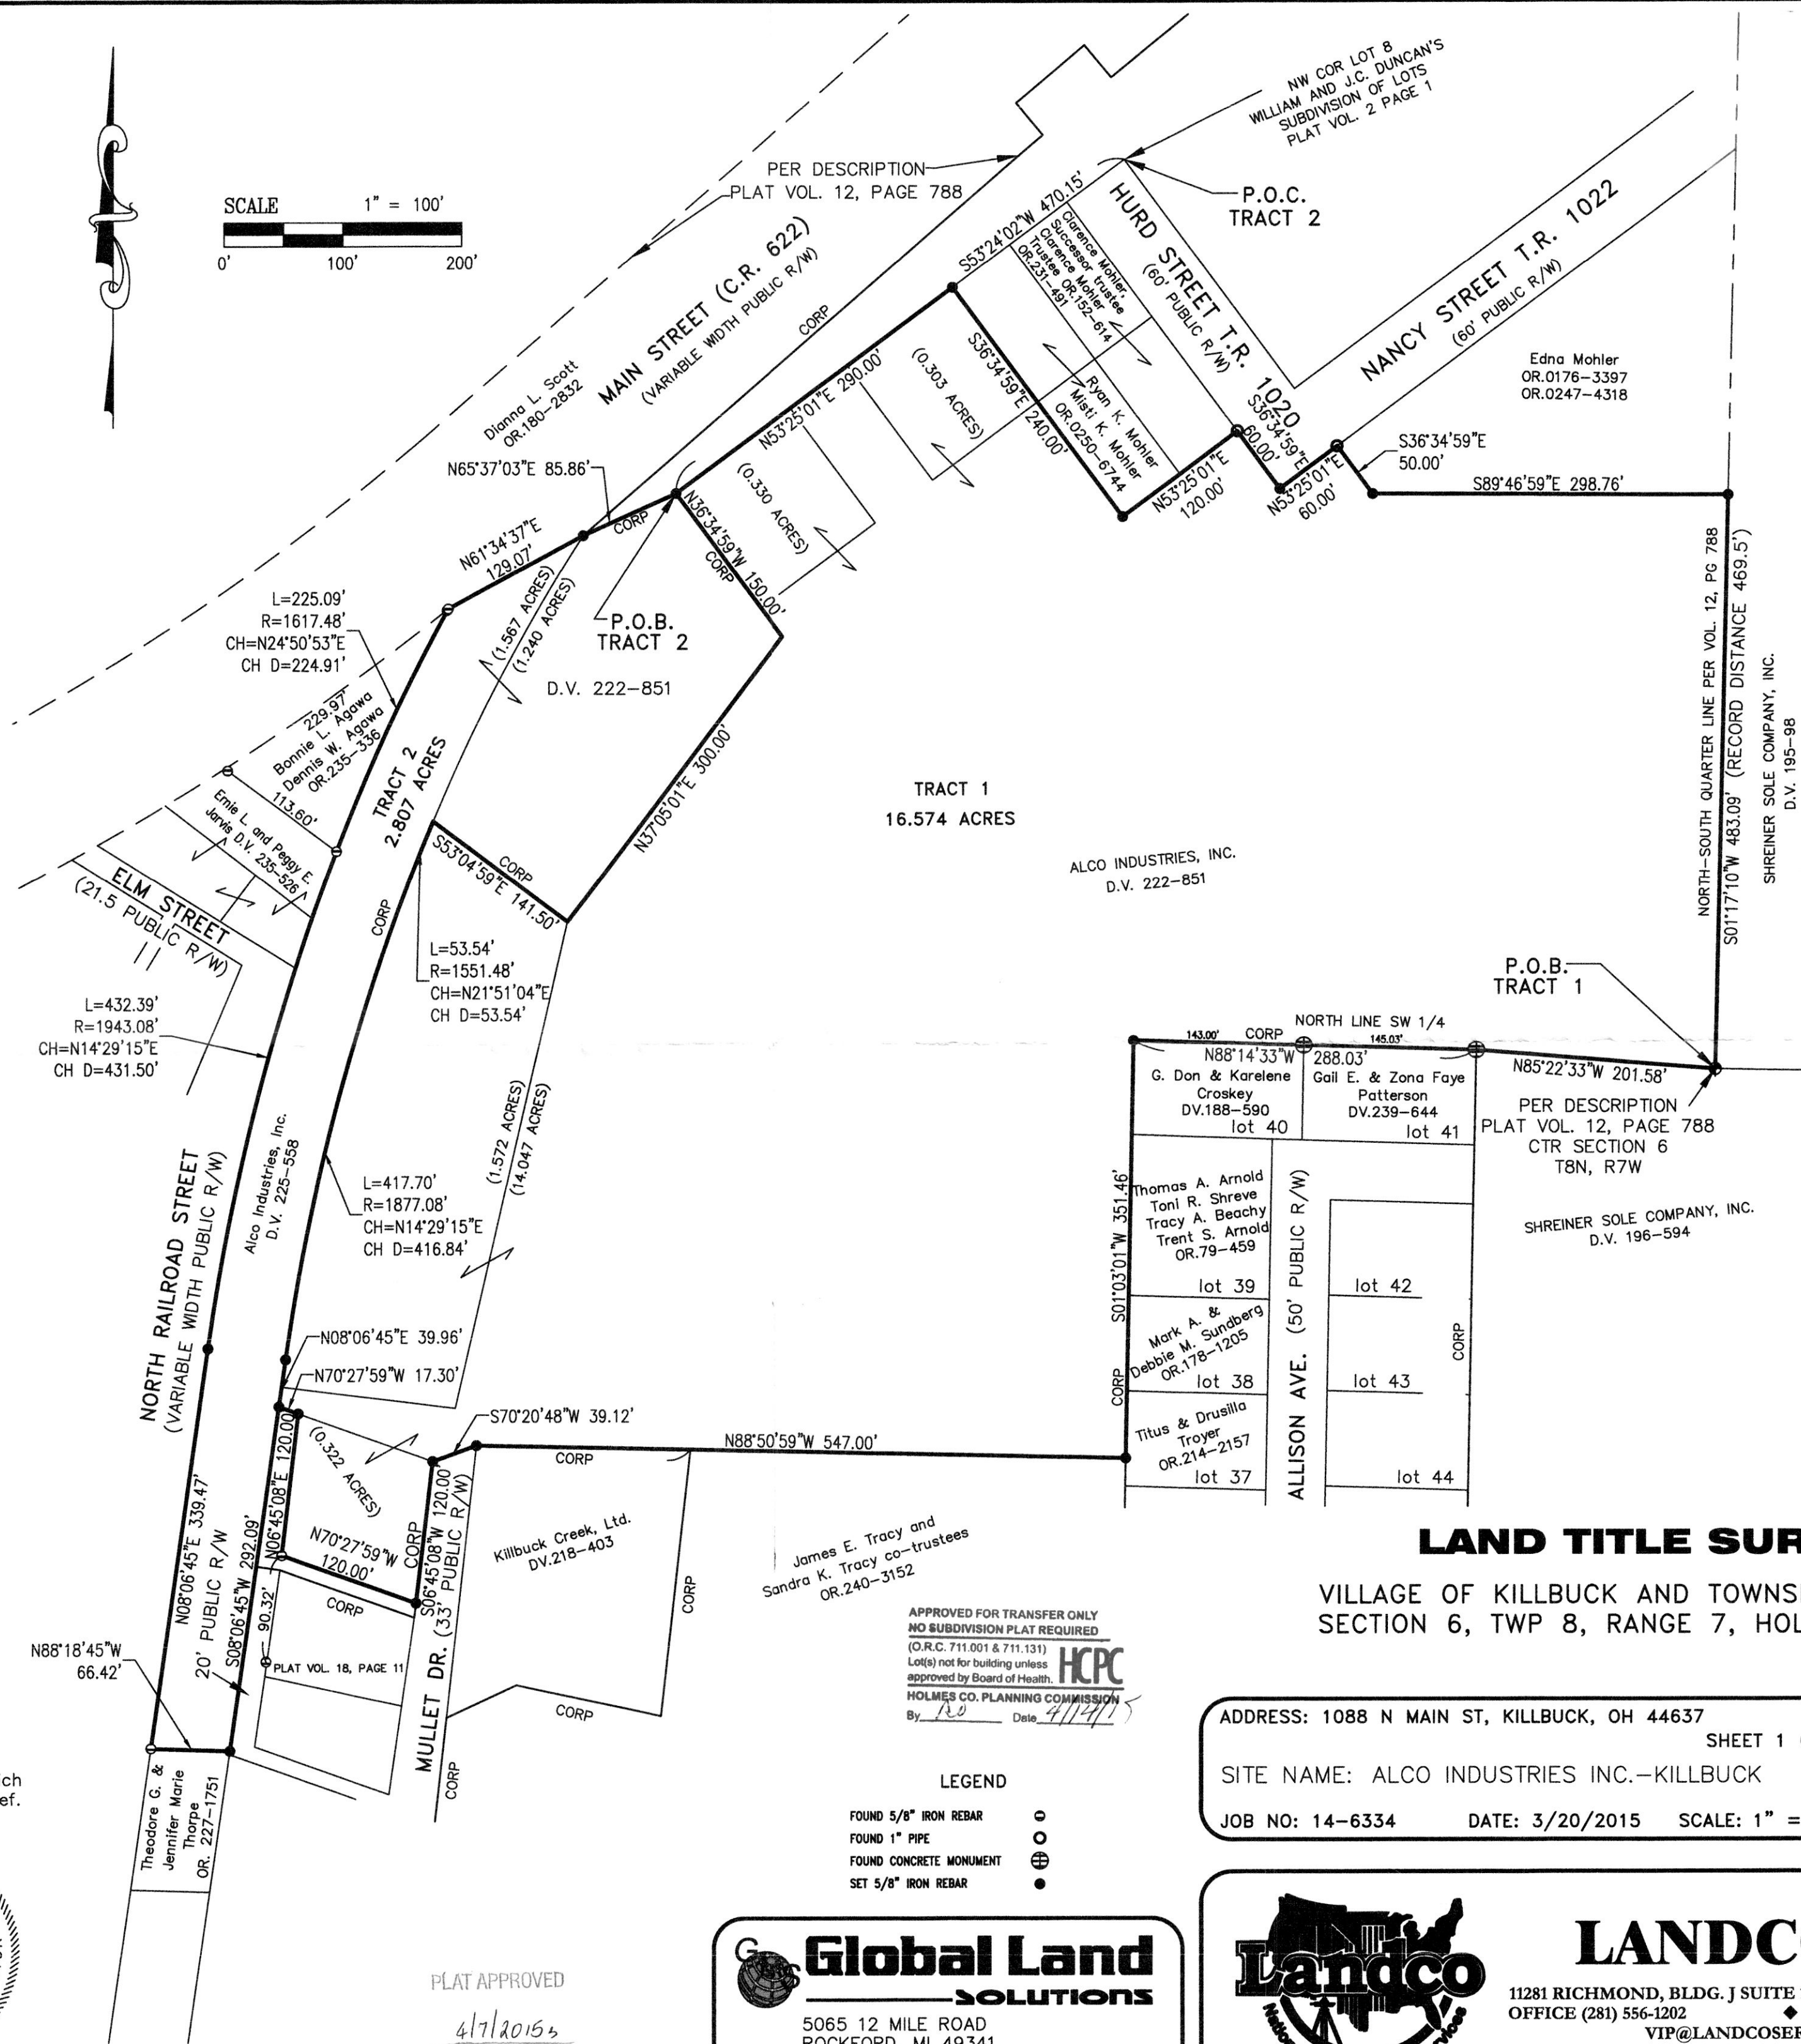 NW COR LOT 8
WILLIAM AND J.C. DUNCAN'S
SUBDIVISION OF LOTS
PLAT VOL. 2 PAGE 1
PER DESCRIPTION
PLAT VOL. 12, PAGE 788
P.O.C.
TRACT 2
SCALE 1" = 100'
0' 100' 200'
MAIN STREET (C.R. 622)
(VARIABLE WIDTH PUBLIC R/W)
CORP
S53°24'02"W 470.15'
Clarence Mohler,
Successor trustee
Clarence Mohler
Trustee OR.152-614
OR.231-491
HURD STREET T.R. 1020
(60' PUBLIC R/W)
NANCY STREET T.R. 1022
(60' PUBLIC R/W)
Edna Mohler
OR.0176-3397
OR.0247-4318
Dianna L. Scott
OR.180-2832
N53°25'01"E 290.00'
(0.303 ACRES)
S36°34'59"E 240.00'
Ryan K. Mohler
Misti K. Mohler
OR.0250-6744
S36°34'59"E
60.00'
S36°34'59"E
50.00'
N53°25'01"E
120.00'
N53°25'01"E
60.00'
S89°46'59"E 298.76'
N65°37'03"E 85.86'
CORP
(0.330 ACRES)
N36°34'59"W 150.00'
CORP
N61°34'37"E
129.07'
L=225.09'
R=1617.48'
CH=N24°50'53"E
CH D=224.91'
(1.567 ACRES)
(1.240 ACRES)
P.O.B.
TRACT 2
D.V. 222-851
NORTH-SOUTH QUARTER LINE PER VOL. 12, PG 788
S01°17'10"W 483.09' (RECORD DISTANCE 469.5')
SHREINER SOLE COMPANY, INC.
D.V. 195-98
229.97'
Bonnie L. Agawa
Dennis W. Agawa
OR.235-336
113.60'
Ernie L. and Peggy E.
Jarvis D.V. 235-526
TRACT 2
2.807 ACRES
N37°05'01"E 300.00'
TRACT 1
16.574 ACRES
ALCO INDUSTRIES, INC.
D.V. 222-851
ELM STREET
(21.5 PUBLIC R/W)
CORP
S53°04'59"E 141.50'
CORP
L=53.54'
R=1551.48'
CH=N21°51'04"E
CH D=53.54'
L=432.39'
R=1943.08'
CH=N14°29'15"E
CH D=431.50'
P.O.B.
TRACT 1
NORTH LINE SW 1/4
143.00' CORP 145.03'
N88°14'33"W 288.03'
N85°22'33"W 201.58'
G. Don & Karelene
Croskey
DV.188-590
lot 40
Gail E. & Zona Faye
Patterson
DV.239-644
lot 41
PER DESCRIPTION
PLAT VOL. 12, PAGE 788
CTR SECTION 6
T8N, R7W
SHREINER SOLE COMPANY, INC.
D.V. 196-594
(1.572 ACRES)
(14.047 ACRES)
Alco Industries, Inc.
D.V. 225-558
NORTH RAILROAD STREET
(VARIABLE WIDTH PUBLIC R/W)
L=417.70'
R=1877.08'
CH=N14°29'15"E
CH D=416.84'
S01°03'01"W 351.46'
CORP
Thomas A. Arnold
Toni R. Shreve
Tracy A. Beachy
Trent S. Arnold
OR.79-459
lot 39
Mark A. &
Debbie M. Sundberg
OR.178-1205
lot 38
Titus & Drusilla
Troyer
OR.214-2157
lot 37
ALLISON AVE. (50' PUBLIC R/W)
lot 42
lot 43
lot 44
CORP
N08°06'45"E 39.96'
N70°27'59"W 17.30'
S70°20'48"W 39.12'
N88°50'59"W 547.00'
CORP
(0.322 ACRES)
N06°45'08"E 120.00
N70°27'59"W
120.00'
CORP
S06°45'08"W 120.00
CORP
N08°06'45"E 339.47'
20' PUBLIC R/W
S08°06'45"W 292.09'
90.32'
PLAT VOL. 18, PAGE 11
MULLET DR. (33' PUBLIC R/W)
CORP
Killbuck Creek, Ltd.
DV.218-403
CORP
CORP
James E. Tracy and
Sandra K. Tracy co-trustees
OR.240-3152
N88°18'45"W
66.42'
Theodore G. &
Jennifer Marie
Thorpe
OR. 227-1751
APPROVED FOR TRANSFER ONLY
NO SUBDIVISION PLAT REQUIRED
(O.R.C. 711.001 & 711.131)
Lot(s) not for building unless
approved by Board of Health.
HCPC
HOLMES CO. PLANNING COMMISSION
By Date 4/14/15
LAND TITLE SUR
VILLAGE OF KILLBUCK AND TOWNS
SECTION 6, TWP 8, RANGE 7, HOL
ADDRESS: 1088 N MAIN ST, KILLBUCK, OH 44637
SHEET 1
SITE NAME: ALCO INDUSTRIES INC.-KILLBUCK
JOB NO: 14-6334 DATE: 3/20/2015 SCALE: 1" =
LEGEND
FOUND 5/8" IRON REBAR
FOUND 1" PIPE
FOUND CONCRETE MONUMENT
SET 5/8" IRON REBAR
ich
ef.
PLAT APPROVED
4/7/2015
GLS
Global Land
SOLUTIONS
5065 12 MILE ROAD
ROCKFORD, MI 49341
Landco
LANDC
11281 RICHMOND, BLDG. J SUITE
OFFICE (281) 556-1202
VIP@LANDCOSE